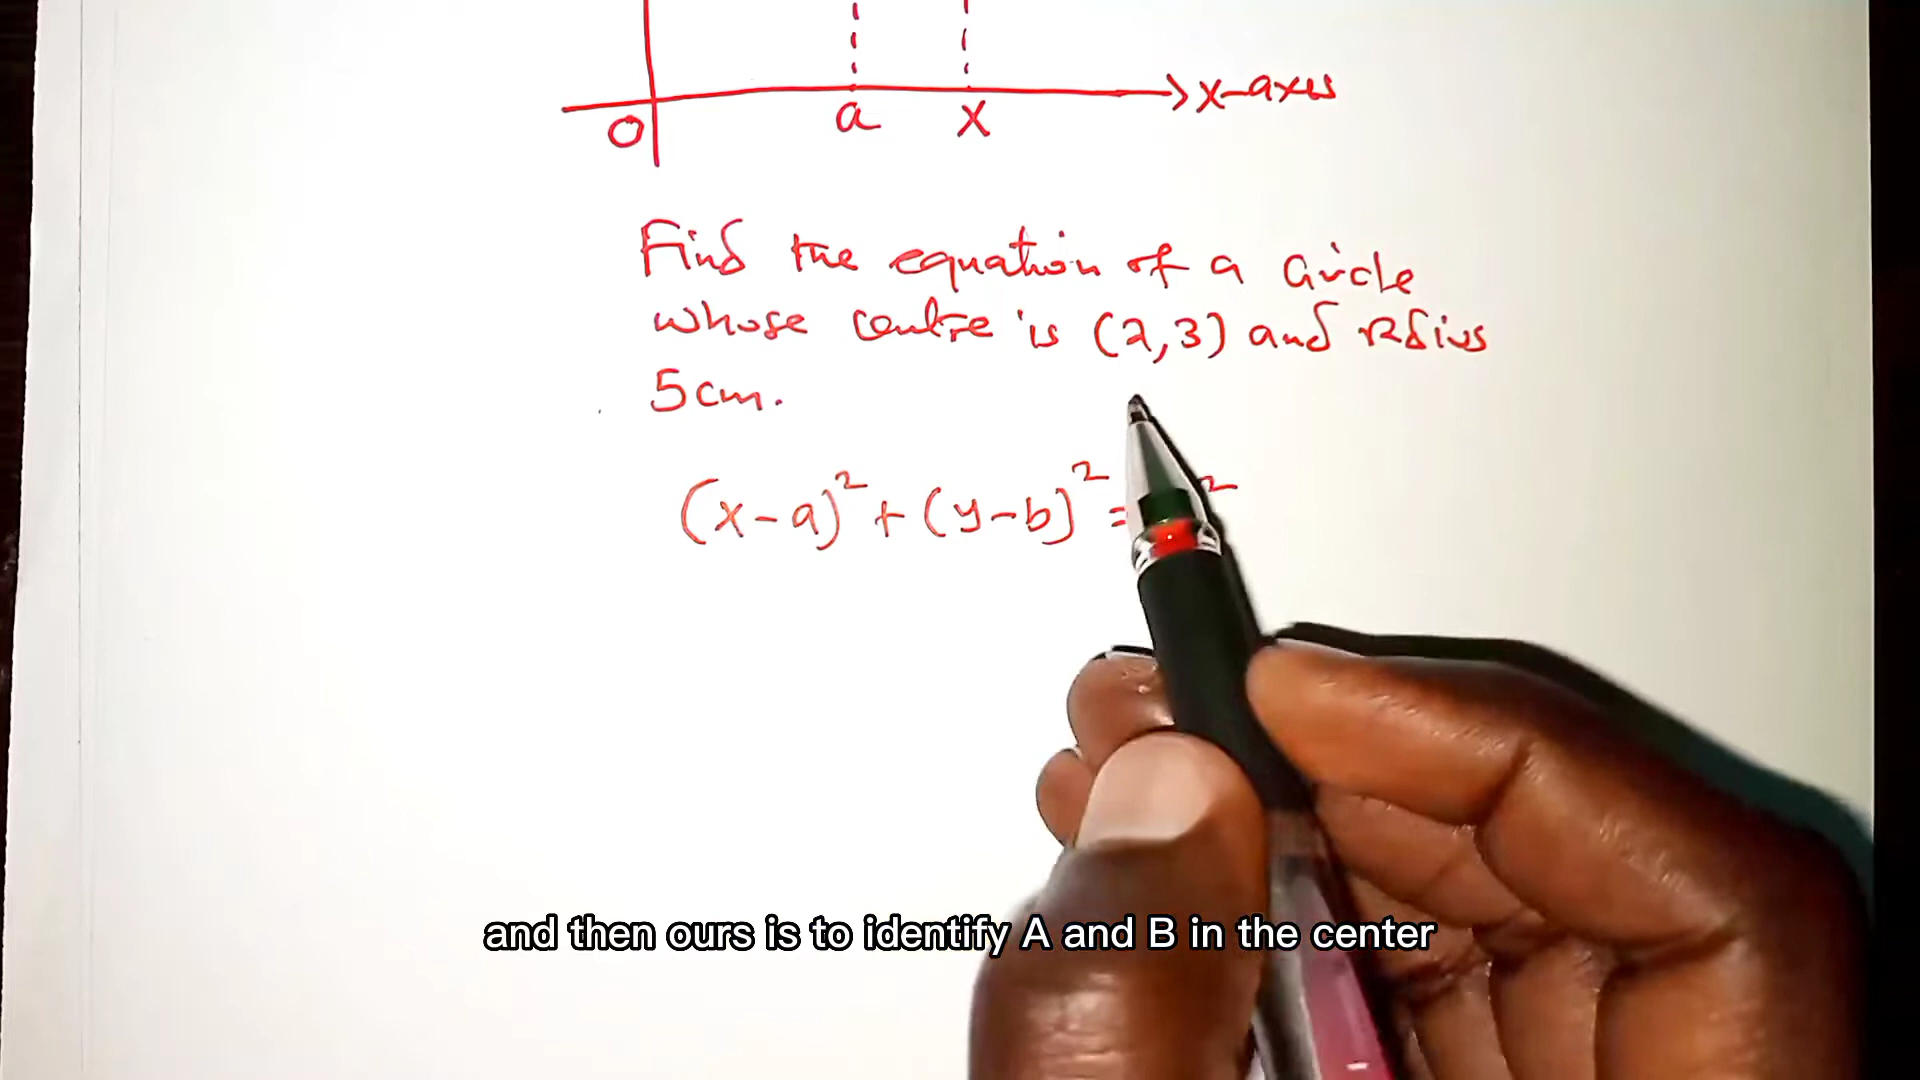 x-axis
O a x
Find the equation of a circle
whose centre is (2,3) and radius
5cm.
(x-a)² + (y-b)² = ²
and then ours is to identify A and B in the center